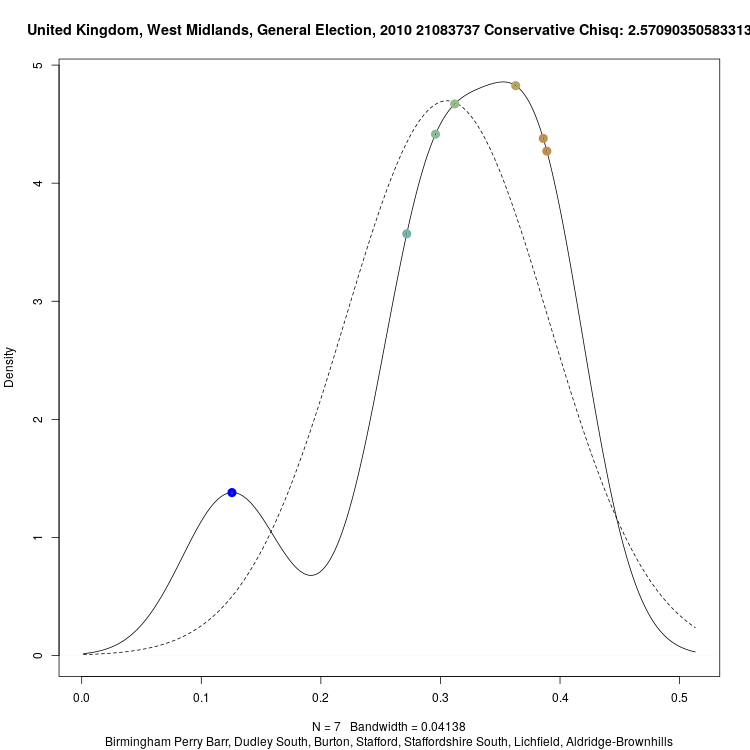 United Kingdom, West Midlands, General Election, 2010 21083737 Conservative Chisq: 2.57090350583313
5
4
3
2
1
0
Density
0.0 0.1 0.2 0.3 0.4 0.5
N = 7 Bandwidth = 0.04138
Birmingham Perry Barr, Dudley South, Burton, Stafford, Staffordshire South, Lichfield, Aldridge-Brownhills